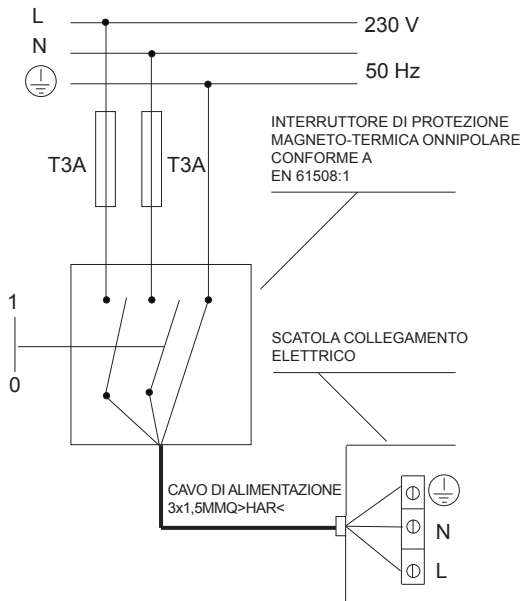 L
230 V
N
50 Hz
INTERRUTTORE DI PROTEZIONE
MAGNETO-TERMICA ONNIPOLARE
CONFORME A
EN 61508:1
T3A
T3A
1
0
SCATOLA COLLEGAMENTO
ELETTRICO
CAVO DI ALIMENTAZIONE
3x1,5MMQ>HAR<
N
L